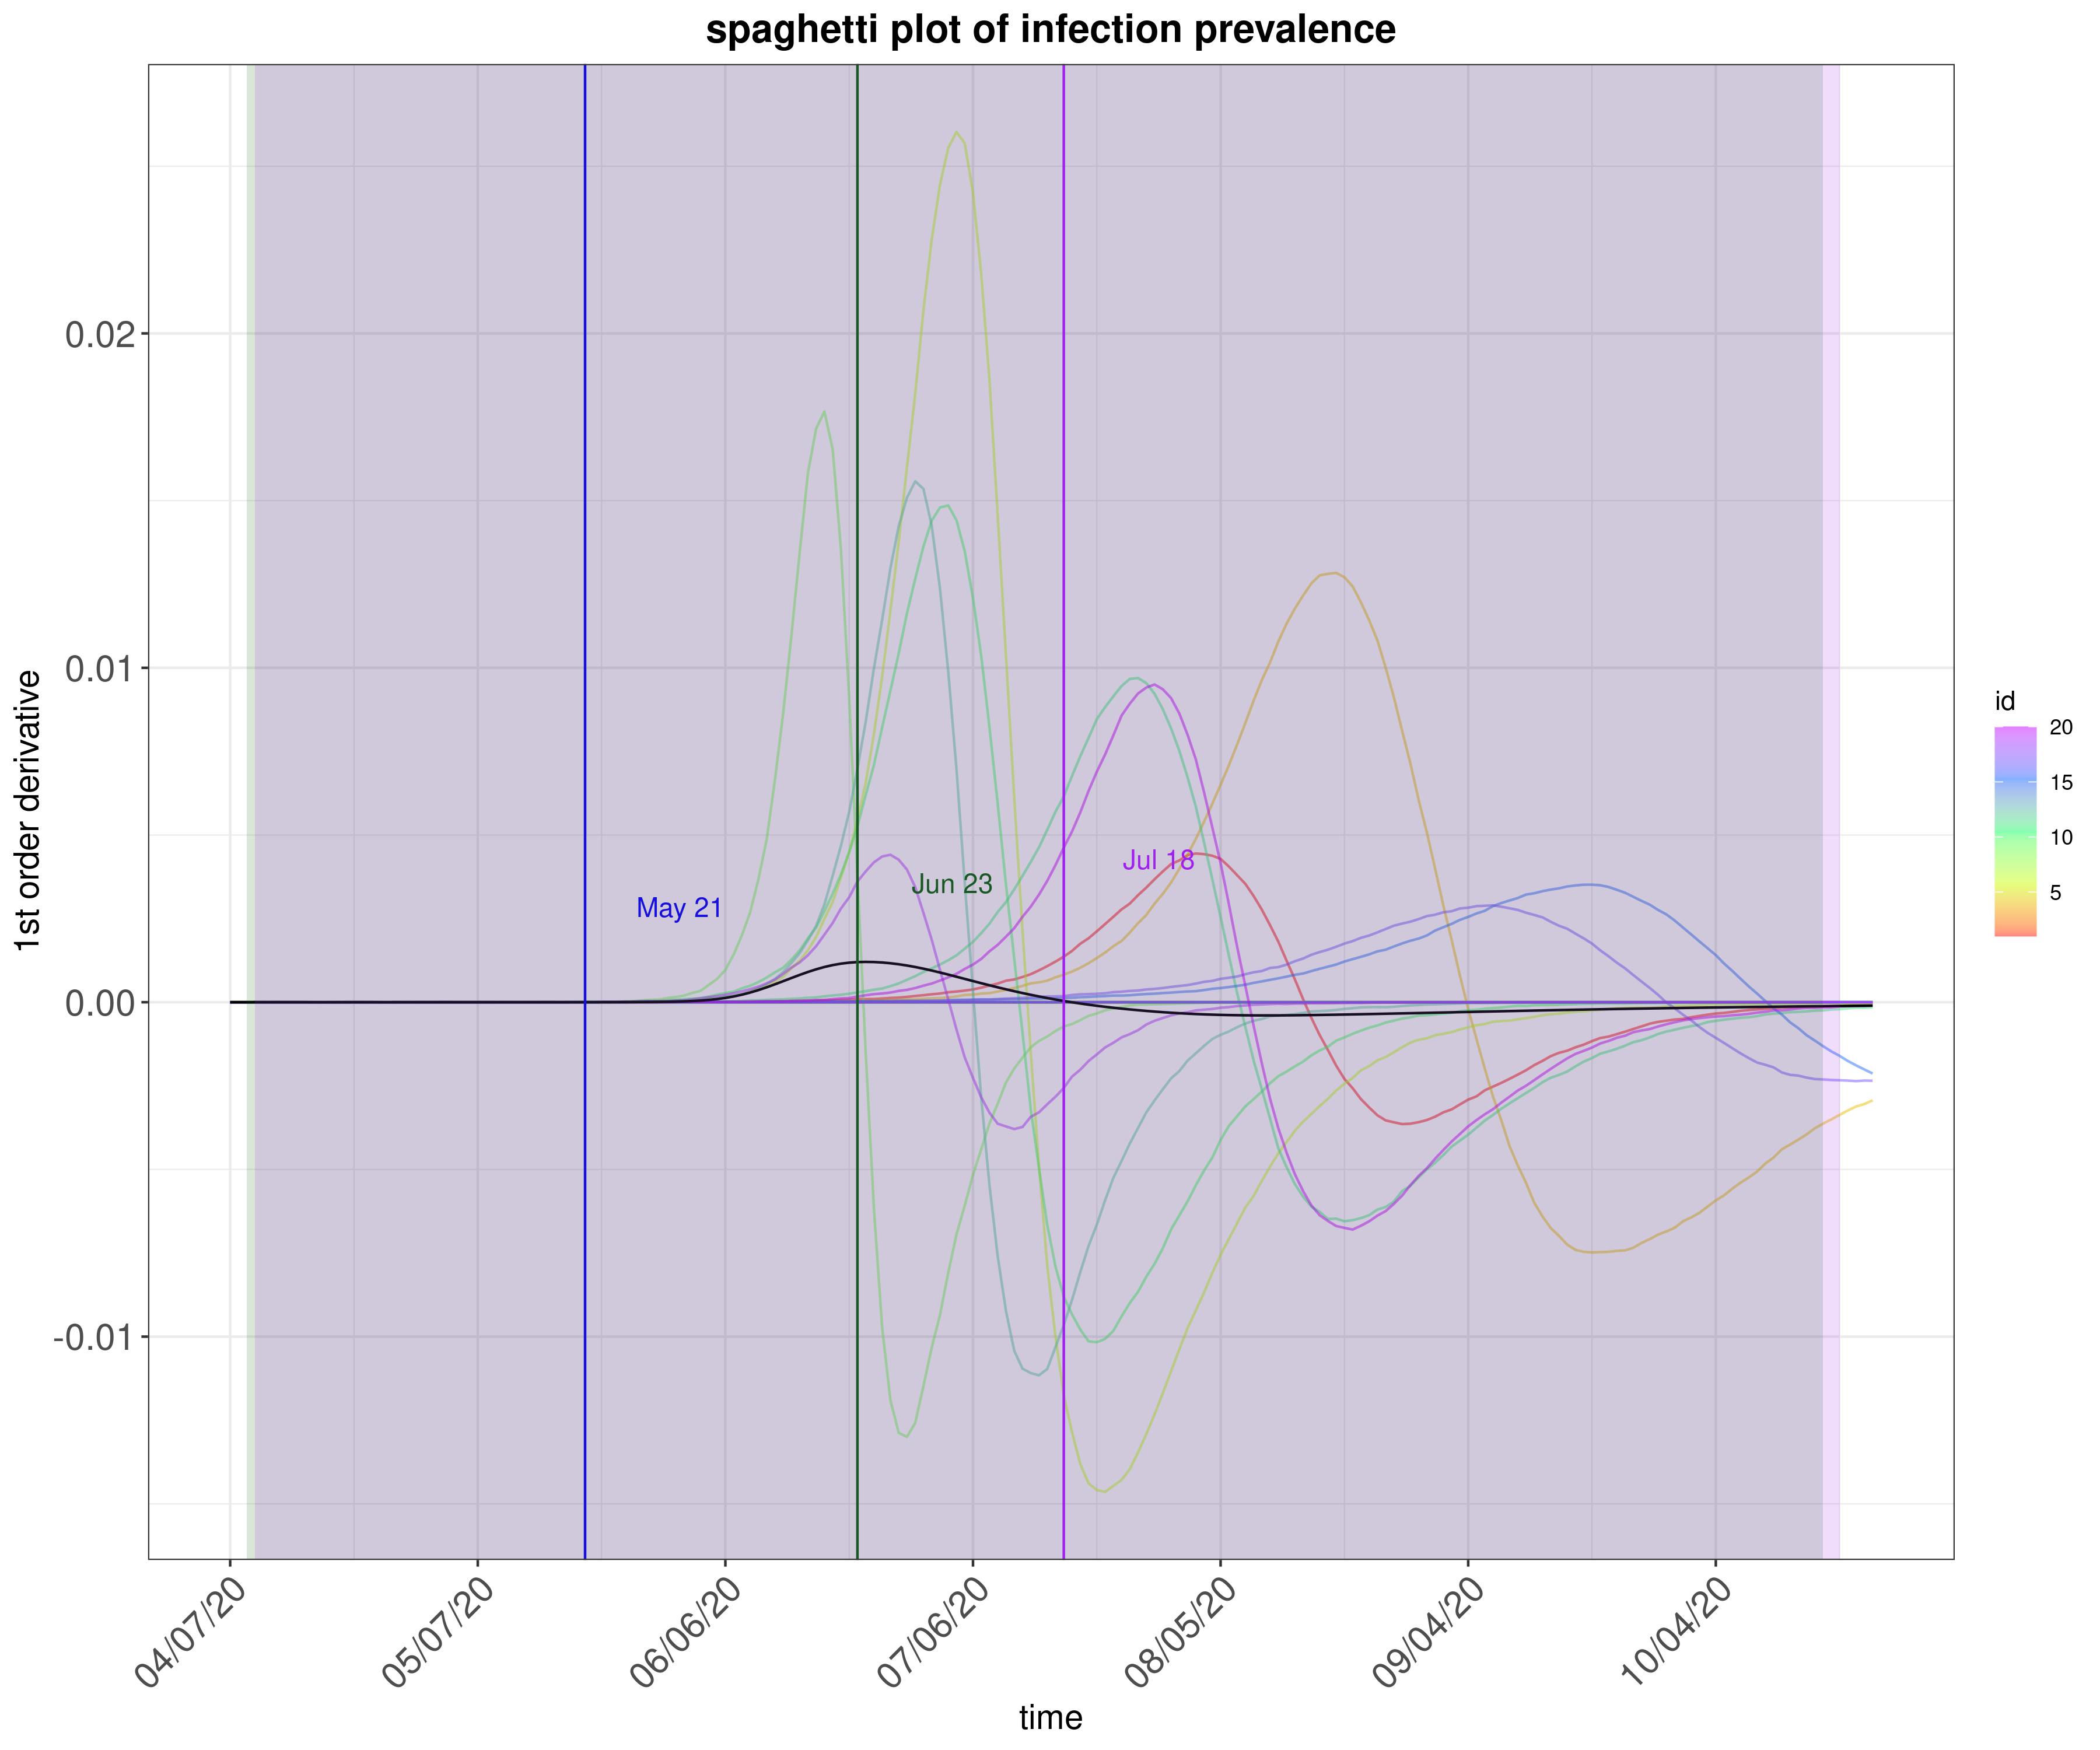 spaghetti plot of infection prevalence
1st order derivative
0.02
0.01
0.00
-0.01
May 21
Jun 23
Jul 18
04/07/20
05/07/20
06/06/20
07/06/20
08/05/20
09/04/20
10/04/20
time
id
20
15
10
5